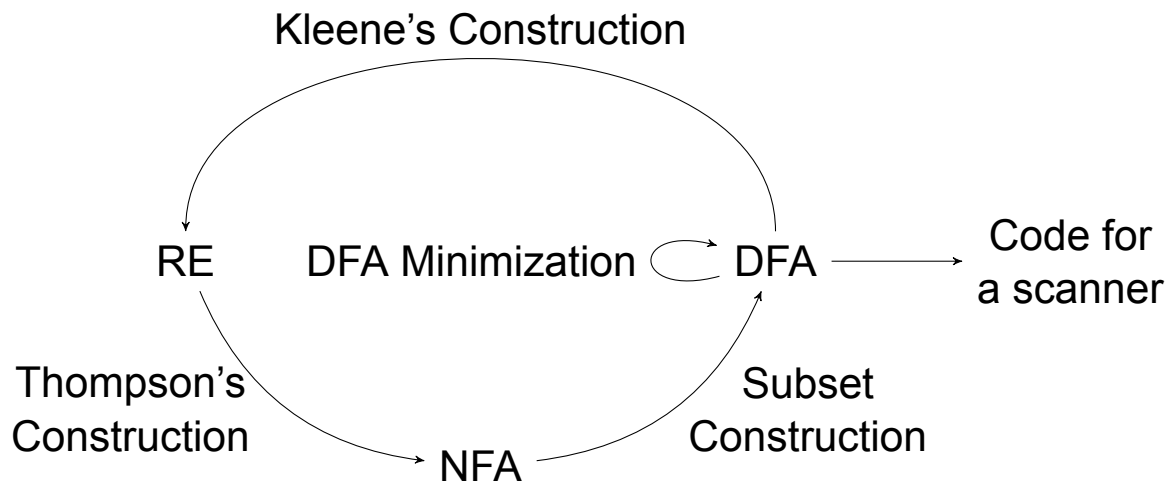 Kleene’s Construction
RE
DFA Minimization
DFA
Code for
a scanner
Thompson’s
Construction
Subset
Construction
NFA